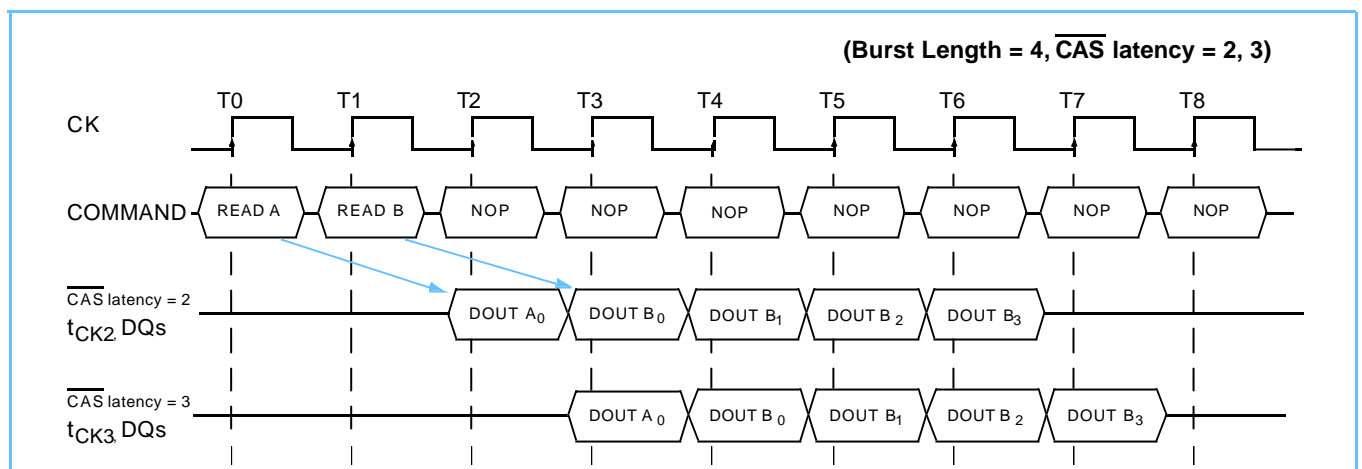 (Burst Length = 4, CAS latency = 2, 3)
T0 T1 T2 T3 T4 T5 T6 T7 T8
CK
COMMAND READ A READ B NOP NOP NOP NOP NOP NOP NOP
CAS latency = 2
tCK2, DQs DOUT A0 DOUT B0 DOUT B1 DOUT B2 DOUT B3
CAS latency = 3
tCK3, DQs DOUT A0 DOUT B0 DOUT B1 DOUT B2 DOUT B3